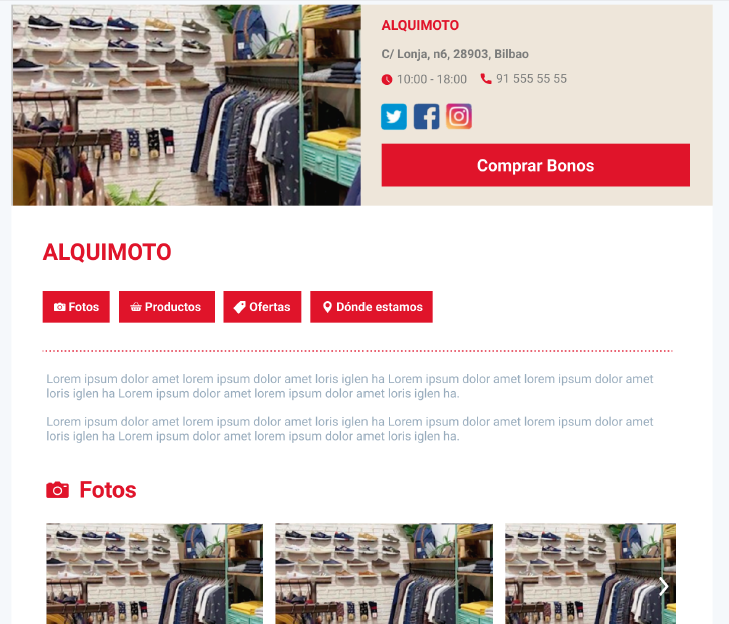 ALQUIMOTO
C/ Lonja, n6, 28903, Bilbao
10:00 - 18:00 91 555 55 55
Comprar Bonos
ALQUIMOTO
Fotos Productos Ofertas Dónde estamos
Lorem ipsum dolor amet lorem ipsum dolor amet loris iglen ha Lorem ipsum dolor amet lorem ipsum dolor amet
loris iglen ha Lorem ipsum dolor amet lorem ipsum dolor amet loris iglen ha.
Lorem ipsum dolor amet lorem ipsum dolor amet loris iglen ha Lorem ipsum dolor amet lorem ipsum dolor amet
loris iglen ha Lorem ipsum dolor amet lorem ipsum dolor amet loris iglen ha.
Fotos